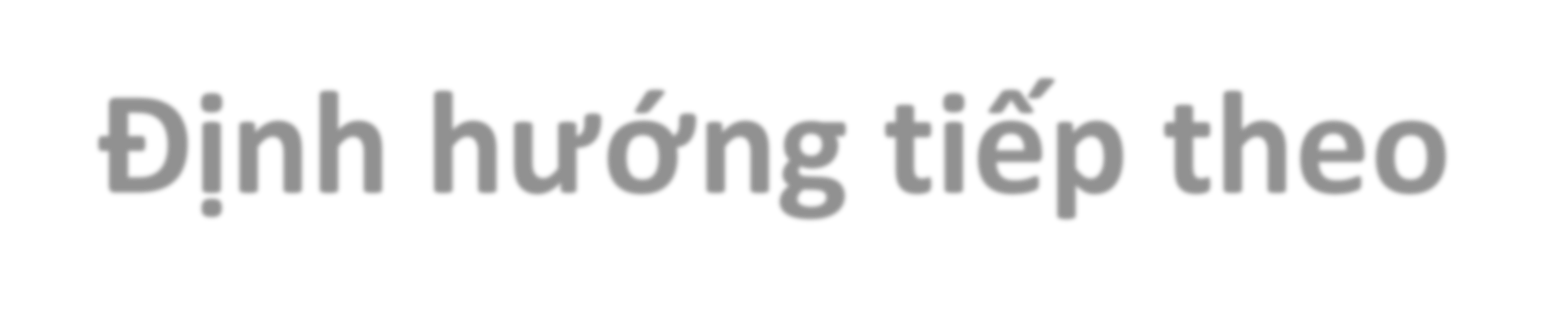 Định hướng tiếp theo